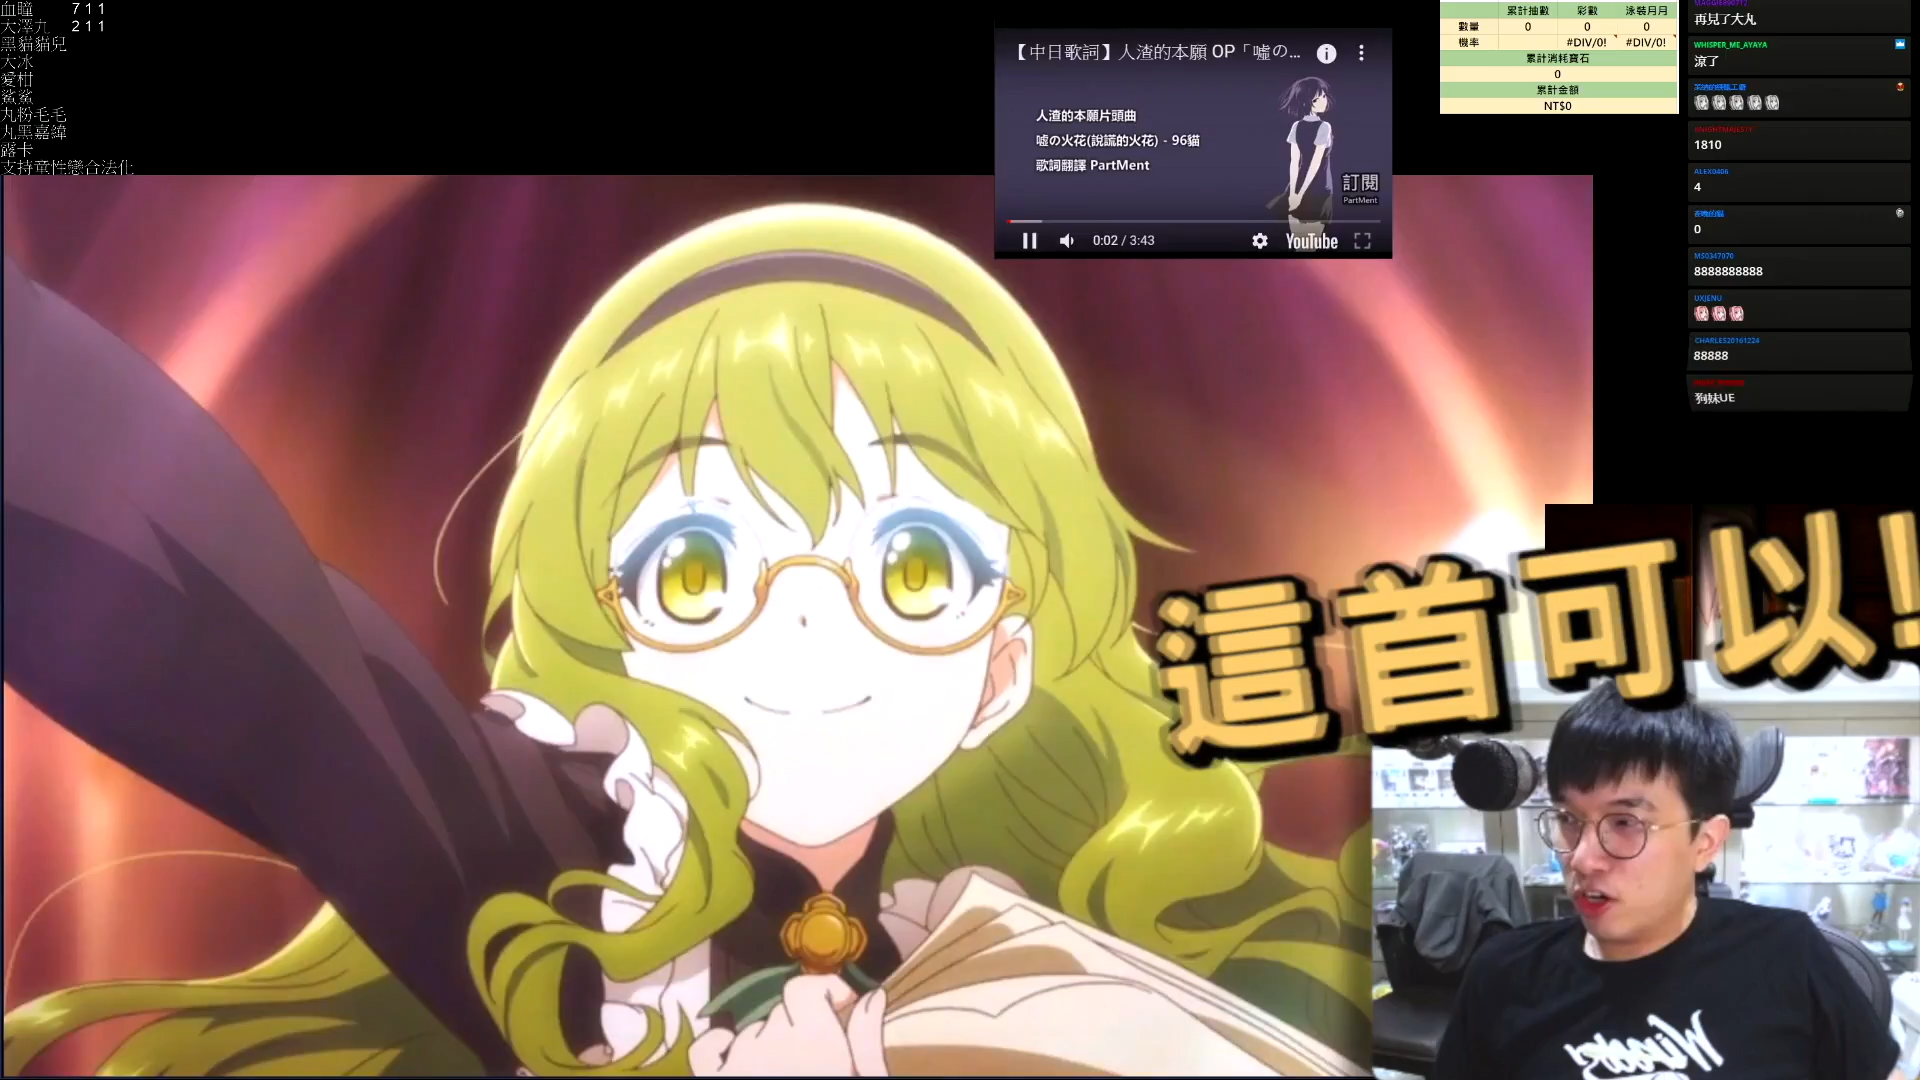 血瞳 711
大澤九 211
黑貓貓兒
大冰
愛柑
鯊鯊
丸粉毛毛
丸黑嘉緯
露卡
支持童性戀合法化
【中日歌詞】人渣的本願 OP「嘘の...
人渣的本願片頭曲
嘘の火花(說謊的火花) - 96貓
歌詞翻譯 PartMent
訂閱
PartMent
0:02 / 3:43
YouTube
累計抽數 彩數 泳裝月月
數量 0 0 0
機率 #DIV/0! #DIV/0!
累計消耗寶石
0
累計金額
NT$0
再見了大丸
WHISPER_ME_AYAYA
涼了
1810
ALEX0406
4
0
MS0347970
8888888888
UXJENU
CHARLES20161224
88888
狗妹UE
這首可以!